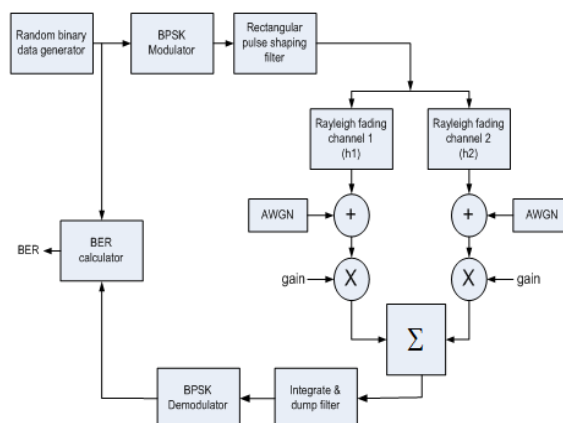 Random binary
data generator
BPSK
Modulator
Rectangular
pulse shaping
filter
Rayleigh fading
channel 1
(h1)
Rayleigh fading
channel 2
(h2)
AWGN
+
+
AWGN
BER
BER
calculator
gain
X
X
gain
Σ
BPSK
Demodulator
Integrate &
dump filter